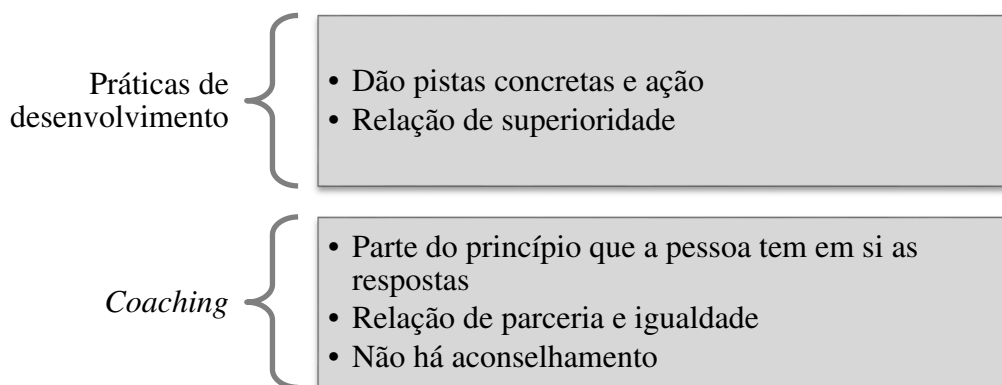 Práticas de
desenvolvimento
• Dão pistas concretas e ação
• Relação de superioridade
Coaching
• Parte do princípio que a pessoa tem em si as
respostas
• Relação de parceria e igualdade
• Não há aconselhamento